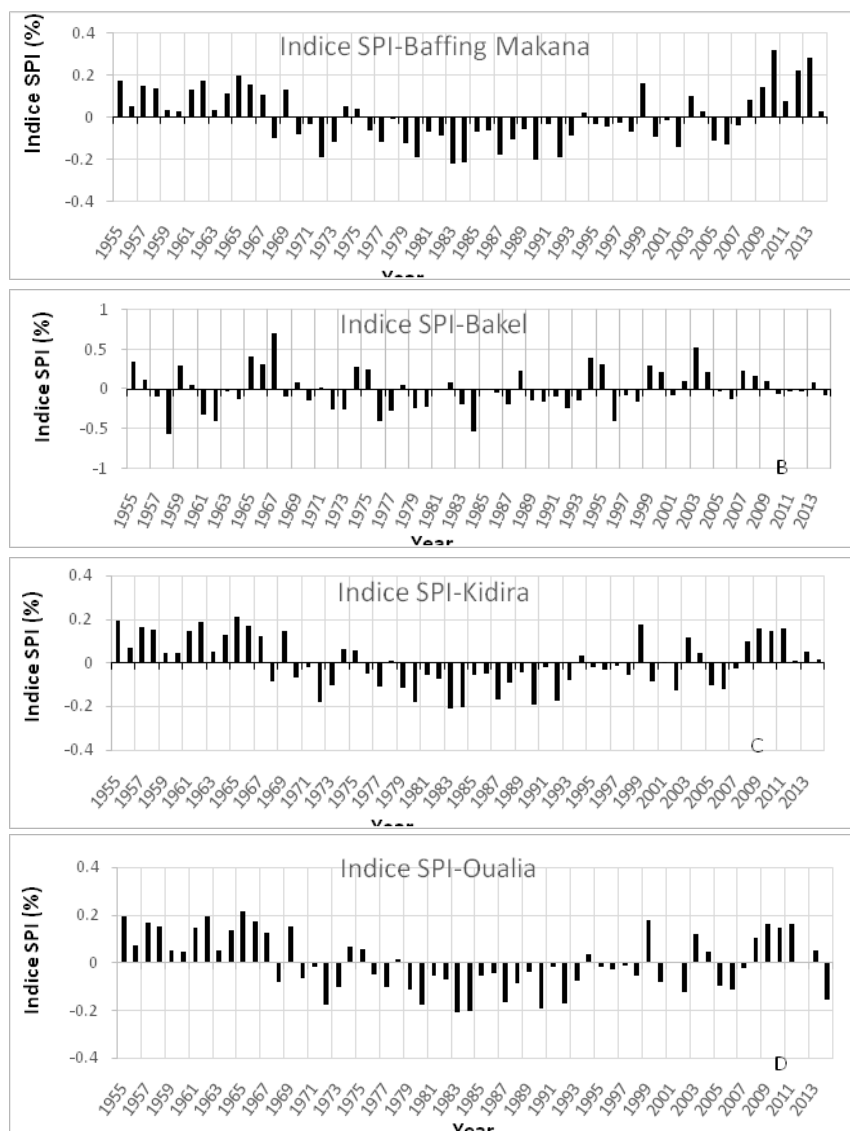 Indice SPI-Baffing Makana
Indice SPI (%)
0.4
0.2
0
-0.2
-0.4
1955 1957 1959 1961 1963 1965 1967 1969 1971 1973 1975 1977 1979 1981 1983 1985 1987 1989 1991 1993 1995 1997 1999 2001 2003 2005 2007 2009 2011 2013
Year
Indice SPI-Bakel
Indice SPI (%)
1
0.5
0
-0.5
-1
B
1955 1957 1959 1961 1963 1965 1967 1969 1971 1973 1975 1977 1979 1981 1983 1985 1987 1989 1991 1993 1995 1997 1999 2001 2003 2005 2007 2009 2011 2013
Year
Indice SPI-Kidira
Indice SPI (%)
0.4
0.2
0
-0.2
-0.4
C
1955 1957 1959 1961 1963 1965 1967 1969 1971 1973 1975 1977 1979 1981 1983 1985 1987 1989 1991 1993 1995 1997 1999 2001 2003 2005 2007 2009 2011 2013
Year
Indice SPI-Oualia
Indice SPI (%)
0.4
0.2
0
-0.2
-0.4
D
1955 1957 1959 1961 1963 1965 1967 1969 1971 1973 1975 1977 1979 1981 1983 1985 1987 1989 1991 1993 1995 1997 1999 2001 2003 2005 2007 2009 2011 2013
Year